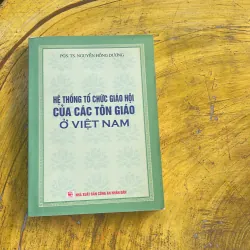 PGS. TS. NGUYỄN HỒNG DƯƠNG
HỆ THỐNG TỔ CHỨC GIÁO HỘI
CỦA CÁC TÔN GIÁO
Ở VIỆT NAM
NHÀ XUẤT BẢN CÔNG AN NHÂN DÂN